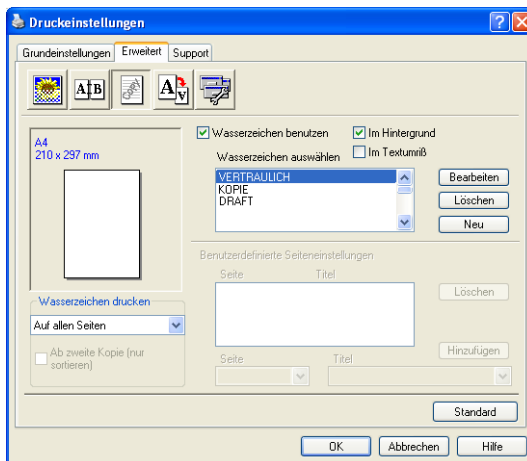 Druckeinstellungen
Grundeinstellungen Erweitert Support
A B A A
A4
210 x 297 mm
Wasserzeichen benutzen Im Hintergrund
Wasserzeichen auswählen Im Textumriß
VERTRAULICH
KOPIE
DRAFT
Bearbeiten
Löschen
Neu
Wasserzeichen drucken
Auf allen Seiten
Ab zweite Kopie (nur
sortieren)
Benutzerdefinierte Seiteneinstellungen
Seite Titel
Löschen
Hinzufügen
Seite Titel
Standard
OK Abbrechen Hilfe